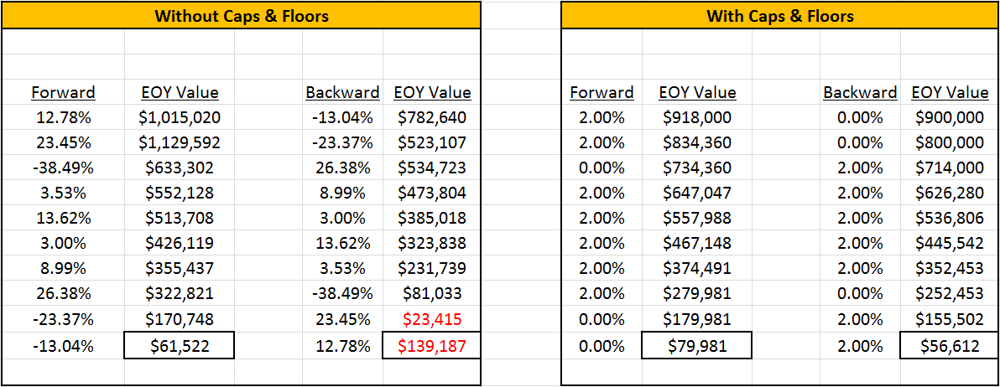 Without Caps & Floors With Caps & Floors
Forward EOY Value Backward EOY Value Forward EOY Value Backward EOY Value
12.78% $1,015,020 -13.04% $782,640 2.00% $918,000 0.00% $900,000
23.45% $1,129,592 -23.37% $523,107 2.00% $834,360 0.00% $800,000
-38.49% $633,302 26.38% $534,723 0.00% $734,360 2.00% $714,000
3.53% $552,128 8.99% $473,804 2.00% $647,047 2.00% $626,280
13.62% $513,708 3.00% $385,018 2.00% $557,988 2.00% $536,806
3.00% $426,119 13.62% $323,838 2.00% $467,148 2.00% $445,542
8.99% $355,437 3.53% $231,739 2.00% $374,491 2.00% $352,453
26.38% $322,821 -38.49% $81,033 2.00% $279,981 0.00% $252,453
-23.37% $170,748 23.45% $23,415 0.00% $179,981 2.00% $155,502
-13.04% $61,522 12.78% $139,187 0.00% $79,981 2.00% $56,612